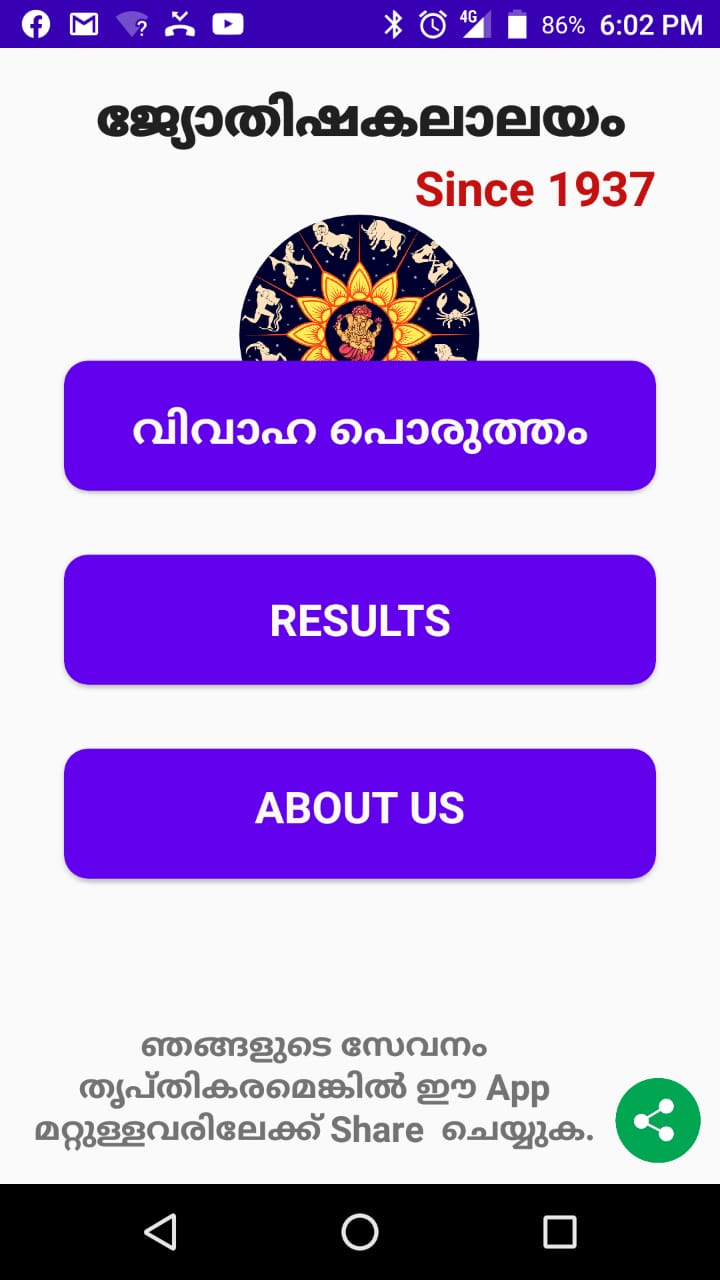 4G 86% 6:02 PM
ജ്യോതിഷകലാലയം
Since 1937
വിവാഹ പൊരുത്തം
RESULTS
ABOUT US
ഞങ്ങളുടെ സേവനം
തൃപ്തികരമെങ്കിൽ ഈ App
മറ്റുള്ളവരിലേക്ക് Share ചെയ്യുക.